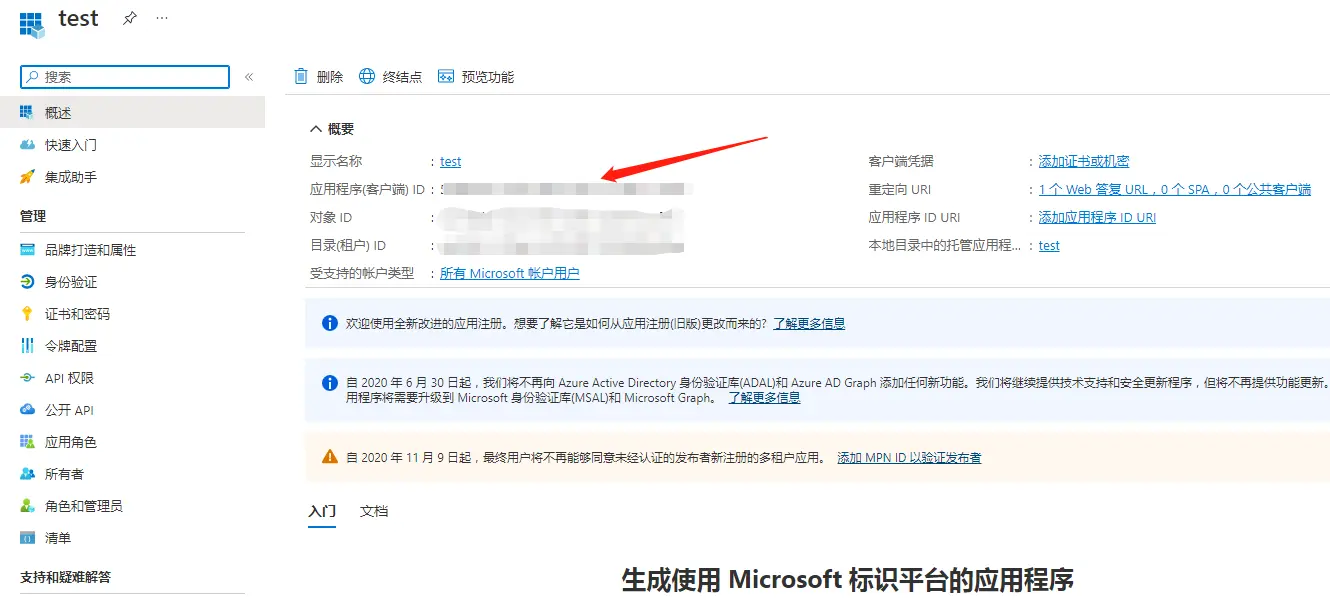 test
搜索
概述
快速入门
集成助手
管理
品牌打造和属性
身份验证
证书和密码
令牌配置
API 权限
公开 API
应用角色
所有者
角色和管理员
清单
支持和疑难解答
删除 终结点 预览功能
概要
显示名称 : test
应用程序(客户端) ID :
对象 ID :
目录(租户) ID :
受支持的帐户类型 : 所有 Microsoft 帐户用户
客户端凭据 : 添加证书或机密
重定向 URI : 1 个 Web 答复 URL，0 个 SPA，0 个公共客户端
应用程序 ID URI : 添加应用程序 ID URI
本地目录中的托管应用程... : test
欢迎使用全新改进的应用注册。想要了解它是如何从应用注册(旧版)更改而来的? 了解更多信息
自 2020 年 6 月 30 日起，我们将不再向 Azure Active Directory 身份验证库(ADAL)和 Azure AD Graph 添加任何新功能。我们将继续提供技术支持和安全更新程序，但将不再提供功能更新。
用程序将需要升级到 Microsoft 身份验证库(MSAL)和 Microsoft Graph。 了解更多信息
自 2020 年 11 月 9 日起，最终用户将不再能够同意未经认证的发布者新注册的多租户应用。 添加 MPN ID 以验证发布者
入门 文档
生成使用 Microsoft 标识平台的应用程序